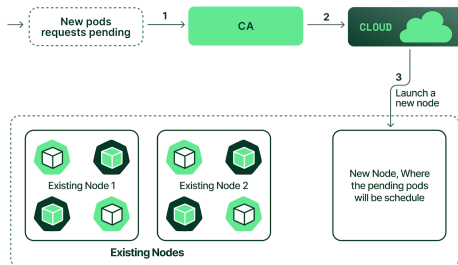 New pods
requests pending
1
CA
2
CLOUD
3
Launch a
new node
Existing Node 1
Existing Node 2
New Node, Where
the pending pods
will be schedule
Existing Nodes